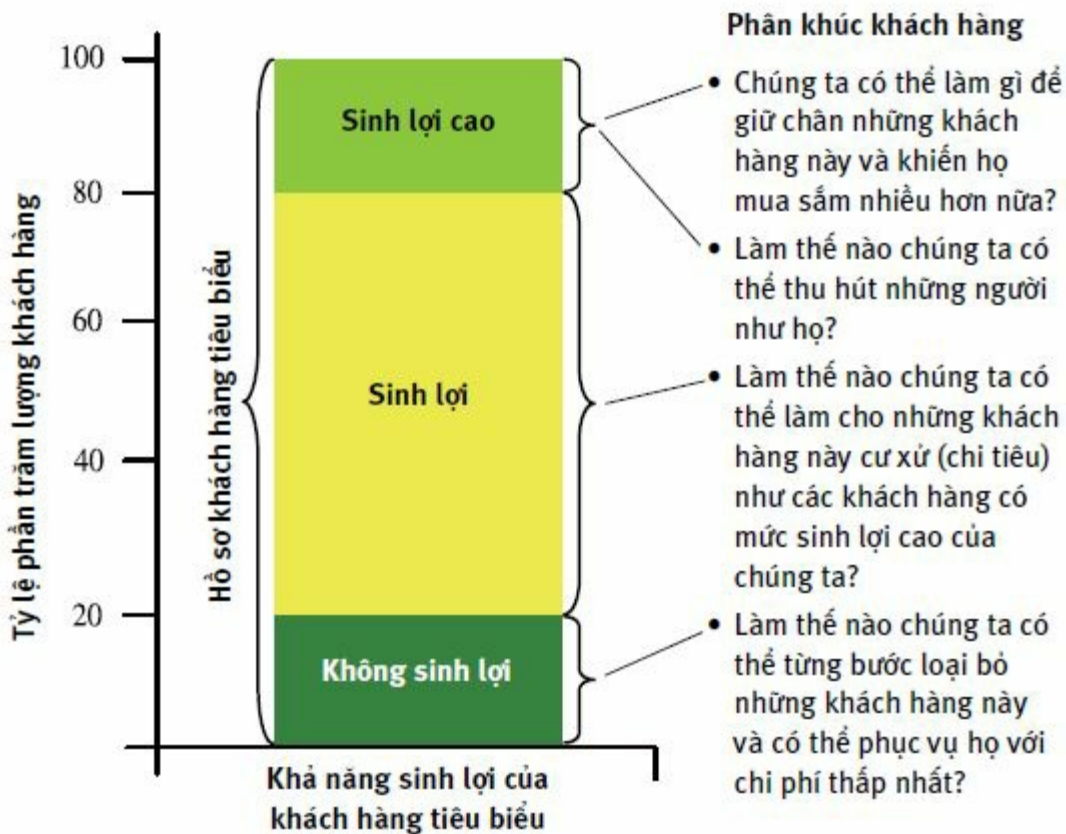 Phân khúc khách hàng
• Chúng ta có thể làm gì để
giữ chân những khách
hàng này và khiến họ
mua sắm nhiều hơn nữa?
• Làm thế nào chúng ta có
thể thu hút những người
như họ?
• Làm thế nào chúng ta có
thể làm cho những khách
hàng này cư xử (chi tiêu)
như các khách hàng có
mức sinh lợi cao của
chúng ta?
• Làm thế nào chúng ta có
thể từng bước loại bỏ
những khách hàng này
và có thể phục vụ họ với
chi phí thấp nhất?
Tỷ lệ phần trăm lượng khách hàng
100
80
60
40
20
Hồ sơ khách hàng tiêu biểu
Sinh lợi cao
Sinh lợi
Không sinh lợi
Khả năng sinh lợi của
khách hàng tiêu biểu